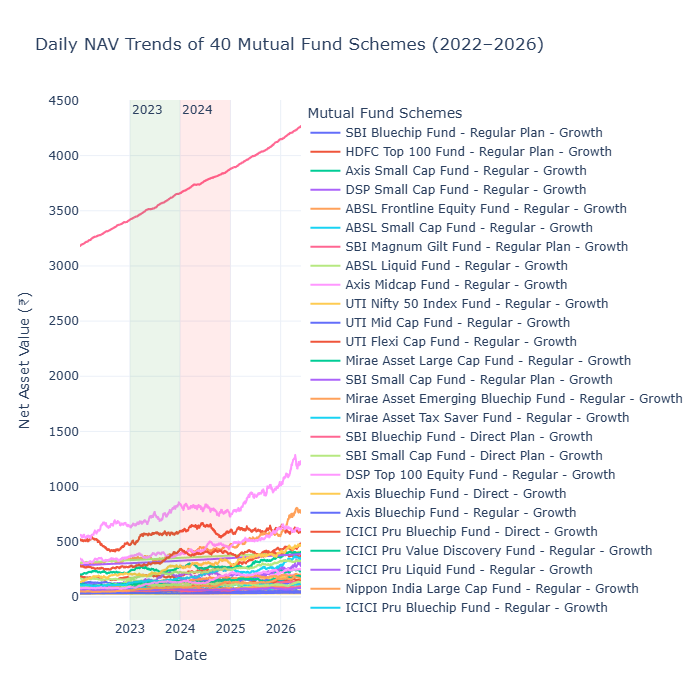 Daily NAV Trends of 40 Mutual Fund Schemes (2022–2026)
Mutual Fund Schemes
SBI Bluechip Fund - Regular Plan - Growth
HDFC Top 100 Fund - Regular Plan - Growth
Axis Small Cap Fund - Regular - Growth
DSP Small Cap Fund - Regular - Growth
ABSL Frontline Equity Fund - Regular - Growth
ABSL Small Cap Fund - Regular - Growth
SBI Magnum Gilt Fund - Regular Plan - Growth
ABSL Liquid Fund - Regular - Growth
Axis Midcap Fund - Regular - Growth
UTI Nifty 50 Index Fund - Regular - Growth
UTI Mid Cap Fund - Regular - Growth
UTI Flexi Cap Fund - Regular - Growth
Mirae Asset Large Cap Fund - Regular - Growth
SBI Small Cap Fund - Regular Plan - Growth
Mirae Asset Emerging Bluechip Fund - Regular - Growth
Mirae Asset Tax Saver Fund - Regular - Growth
SBI Bluechip Fund - Direct Plan - Growth
SBI Small Cap Fund - Direct Plan - Growth
DSP Top 100 Equity Fund - Regular - Growth
Axis Bluechip Fund - Direct - Growth
Axis Bluechip Fund - Regular - Growth
ICICI Pru Bluechip Fund - Direct - Growth
ICICI Pru Value Discovery Fund - Regular - Growth
ICICI Pru Liquid Fund - Regular - Growth
Nippon India Large Cap Fund - Regular - Growth
ICICI Pru Bluechip Fund - Regular - Growth
2023 2024
4500
4000
3500
3000
2500
2000
1500
1000
500
0
Net Asset Value (₹)
2023 2024 2025 2026
Date